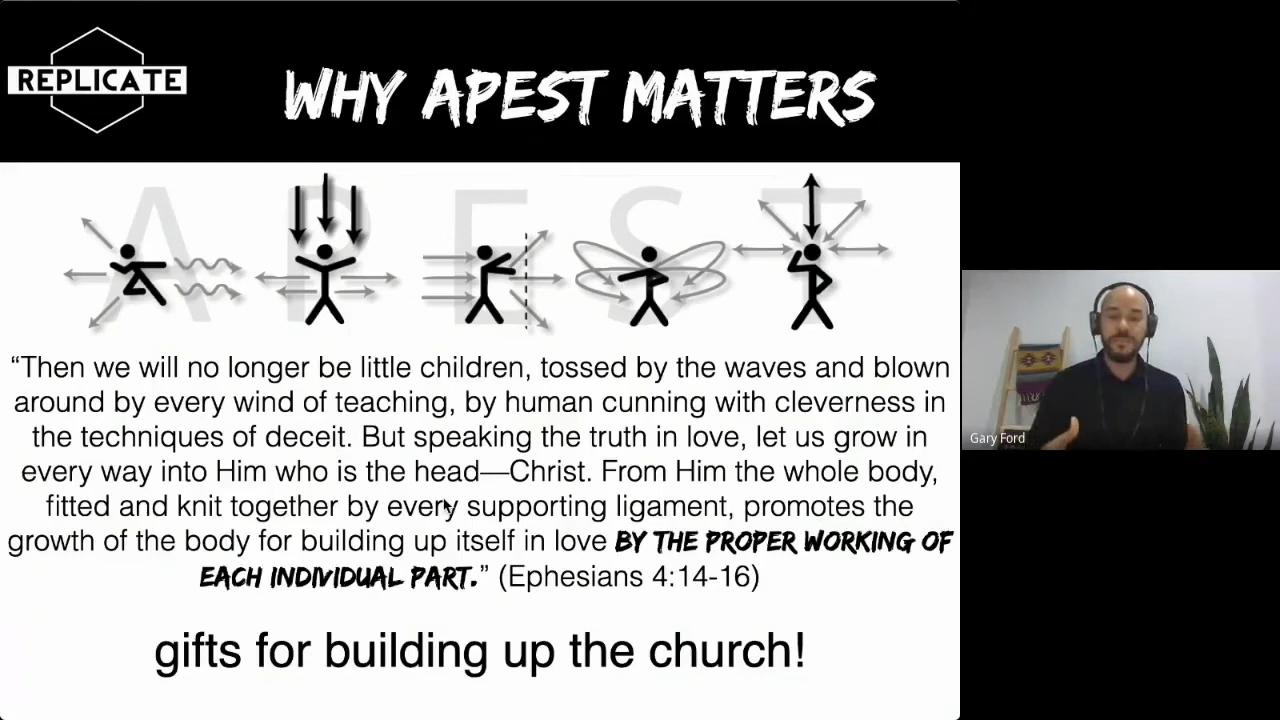 REPLICATE
WHY APEST MATTERS
A P E S T
“Then we will no longer be little children, tossed by the waves and blown
around by every wind of teaching, by human cunning with cleverness in
the techniques of deceit. But speaking the truth in love, let us grow in
every way into Him who is the head—Christ. From Him the whole body,
fitted and knit together by every supporting ligament, promotes the
growth of the body for building up itself in love BY THE PROPER WORKING OF
EACH INDIVIDUAL PART.” (Ephesians 4:14-16)
gifts for building up the church!
Gary Ford